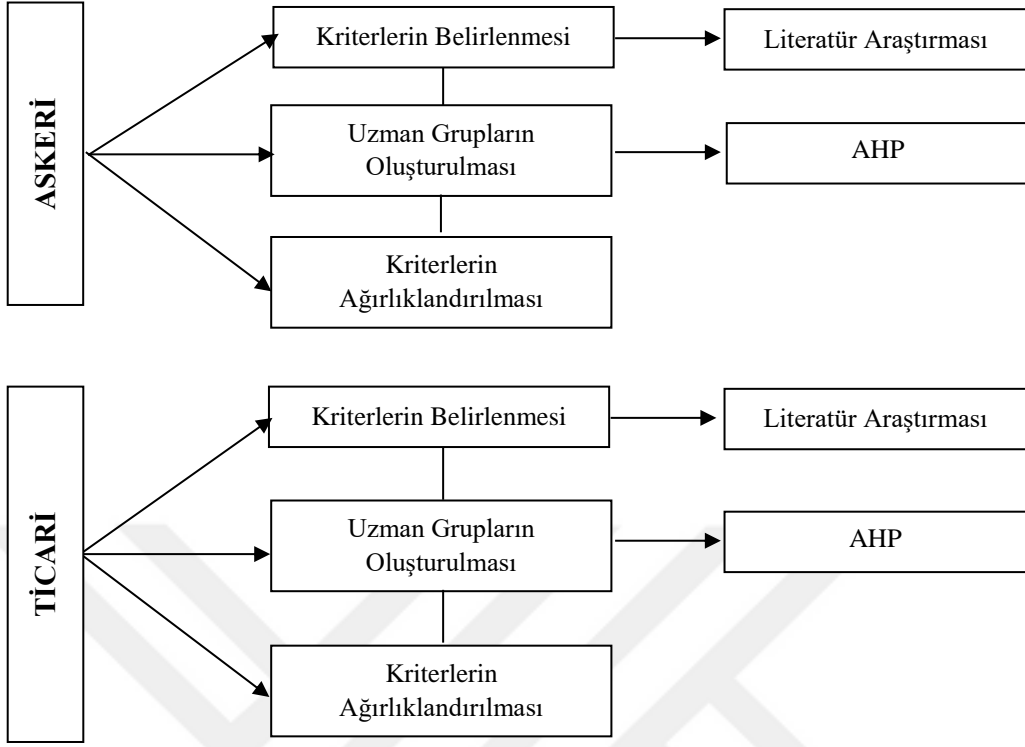 ASKERİ
Kriterlerin Belirlenmesi
Literatür Araştırması
Uzman Grupların
Oluşturulması
AHP
Kriterlerin
Ağırlıklandırılması
TİCARİ
Kriterlerin Belirlenmesi
Literatür Araştırması
Uzman Grupların
Oluşturulması
AHP
Kriterlerin
Ağırlıklandırılması